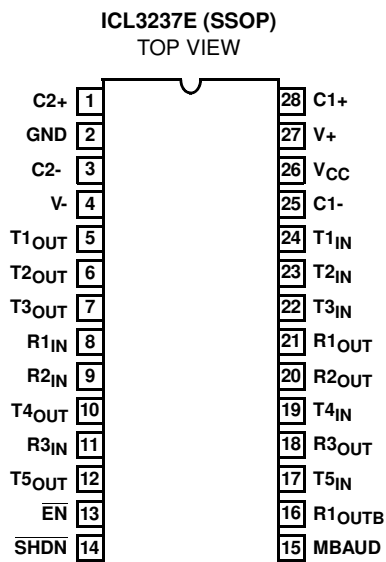 ICL3237E (SSOP)
TOP VIEW
C2+ 1 28 C1+
GND 2 27 V+
C2- 3 26 VCC
V- 4 25 C1-
T1OUT 5 24 T1IN
T2OUT 6 23 T2IN
T3OUT 7 22 T3IN
R1IN 8 21 R1OUT
R2IN 9 20 R2OUT
T4OUT 10 19 T4IN
R3IN 11 18 R3OUT
T5OUT 12 17 T5IN
EN 13 16 R1OUTB
SHDN 14 15 MBAUD